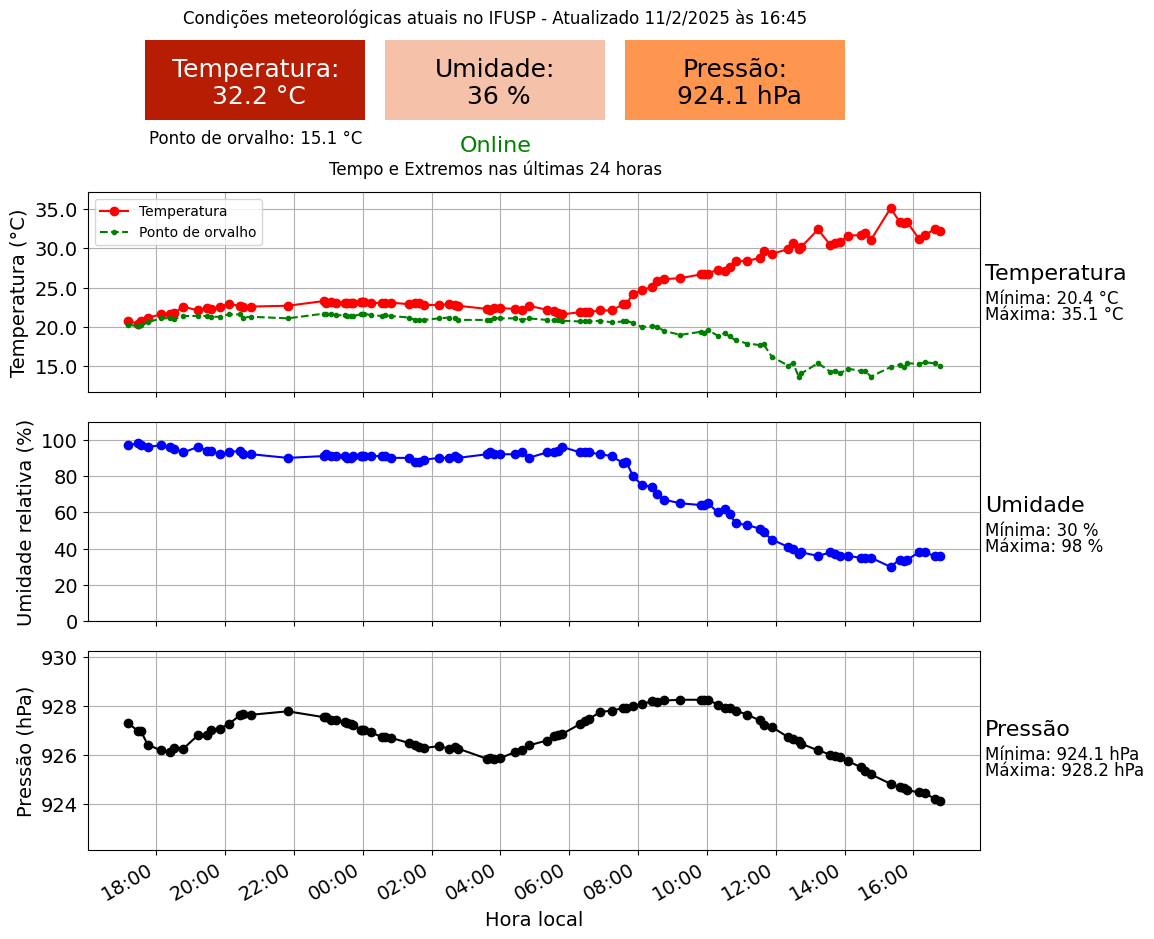 Condições meteorológicas atuais no IFUSP - Atualizado 11/2/2025 às 16:45
Temperatura:
32.2 °C
Umidade:
36 %
Pressão:
924.1 hPa
Ponto de orvalho: 15.1 °C
Online
Tempo e Extremos nas últimas 24 horas
Temperatura (°C)
35.0
30.0
25.0
20.0
15.0
Temperatura
Ponto de orvalho
Temperatura
Mínima: 20.4 °C
Máxima: 35.1 °C
Umidade relativa (%)
100
80
60
40
20
0
Umidade
Mínima: 30 %
Máxima: 98 %
Pressão (hPa)
930
928
926
924
Pressão
Mínima: 924.1 hPa
Máxima: 928.2 hPa
18:00 20:00 22:00 00:00 02:00 04:00 06:00 08:00 10:00 12:00 14:00 16:00
Hora local